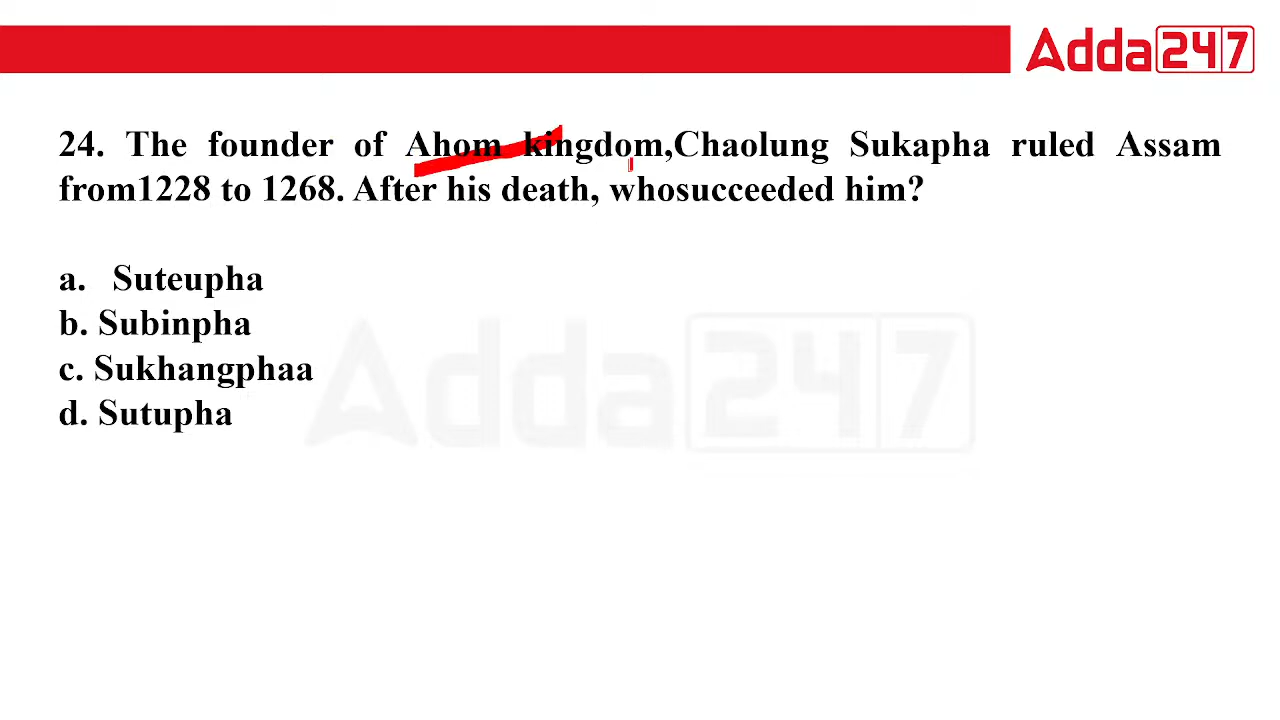 Adda247
24. The founder of Ahom kingdom,Chaolung Sukapha ruled Assam
from1228 to 1268. After his death, whosucceeded him?
a. Suteupha
b. Subinpha
c. Sukhangphaa
d. Sutupha
Adda247